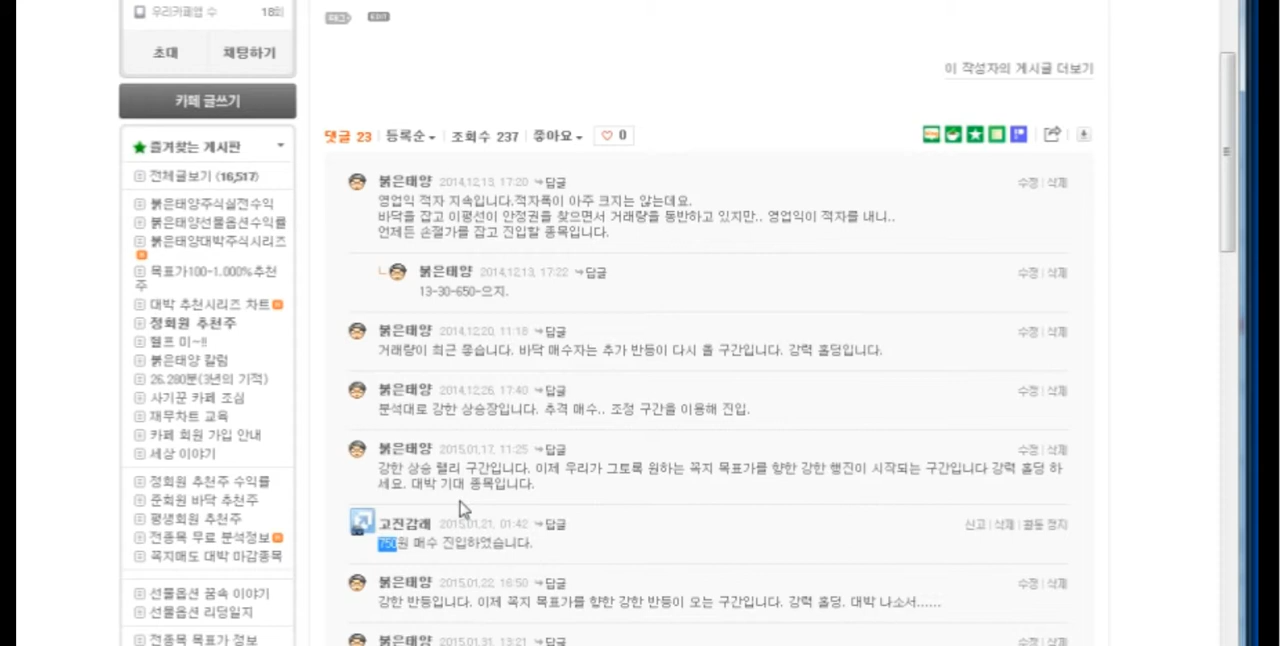 우리카페앱 수 18회
초대 채팅하기
카페 글쓰기
즐겨찾는 게시판
전체글보기 (16,517)
붉은태양주식실전수익
붉은태양선물옵션수익률
붉은태양대박주식시리즈
목표가100-1.000%추천
주
대박 추천시리즈 차트
정회원 추천주
헬프 미~!!
붉은태양 칼럼
26.280분(3년의 기적)
사기꾼 카페 조심
재무차트 교육
카페 회원 가입 안내
세상 이야기
정회원 추천주 수익률
준회원 바닥 추천주
평생회원 추천주
전종목 무료 분석정보
꼭지매도 대박 마감종목
선물옵션 꿈속 이야기
선물옵션 리딩일지
전종목 목표가 정보
태그 EDIT
이 작성자의 게시글 더보기
댓글 23 등록순 조회수 237 좋아요 0
붉은태양 2014.12.13. 17:20 답글 수정 삭제
영업익 적자 지속입니다.적자폭이 아주 크지는 않는데요.
바닥을 잡고 이평선이 안정권을 찾으면서 거래량을 동반하고 있지만.. 영업익이 적자를 내니..
언제든 손절가를 잡고 진입할 종목입니다.
붉은태양 2014.12.13. 17:22 답글 수정 삭제
13-30-650-으지.
붉은태양 2014.12.20. 11:18 답글 수정 삭제
거래량이 최근 좋습니다. 바닥 매수자는 추가 반등이 다시 올 구간입니다. 강력 홀딩입니다.
붉은태양 2014.12.26. 17:40 답글 수정 삭제
분석대로 강한 상승장입니다. 추격 매수.. 조정 구간을 이용해 진입.
붉은태양 2015.01.17. 11:25 답글 수정 삭제
강한 상승 랠리 구간입니다. 이제 우리가 그토록 원하는 꼭지 목표가를 향한 강한 행진이 시작되는 구간입니다 강력 홀딩 하
세요. 대박 기대 종목입니다.
고진감래 2015.01.21. 01:42 답글 신고 삭제 활동 정지
750원 매수 진입하였습니다.
붉은태양 2015.01.22. 16:50 답글 수정 삭제
강한 반등입니다. 이제 꼭지 목표가를 향한 강한 반등이 오는 구간입니다. 강력 홀딩. 대박 나소서......
붉은태양 2015.01.31. 13:21 답글 수정 삭제